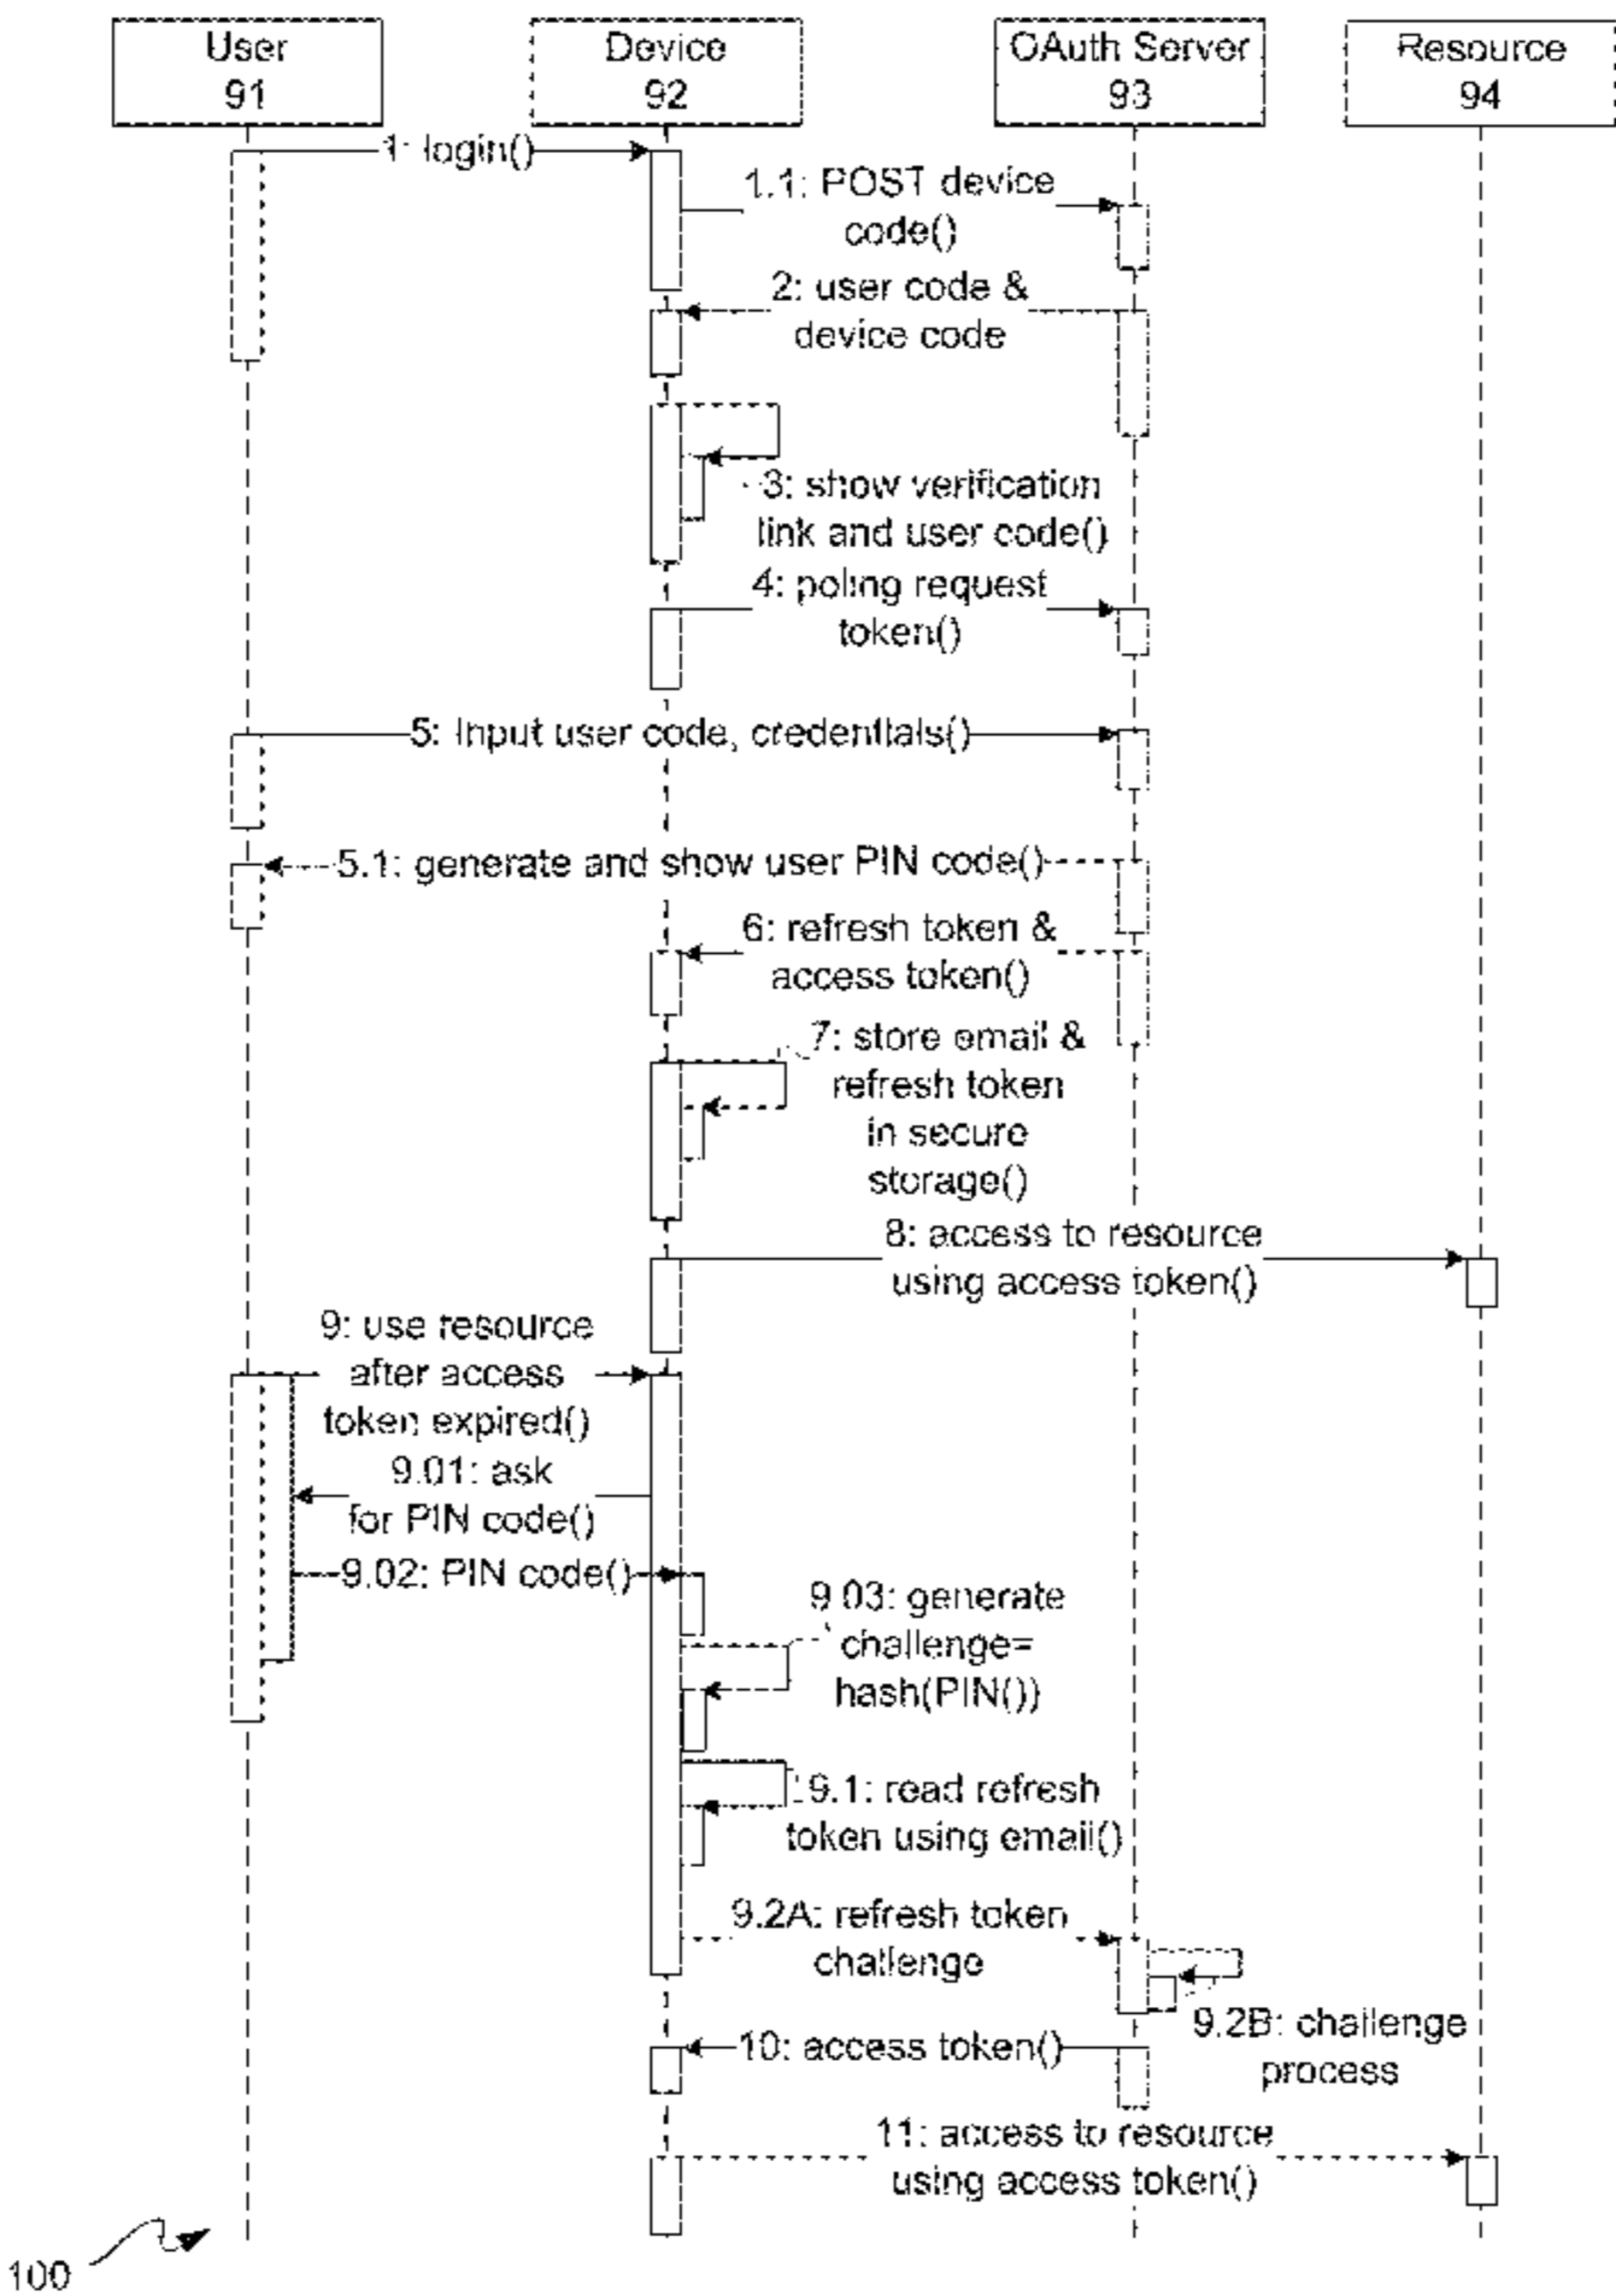 User
91
Device
92
OAuth Server
93
Resource
94
1: login()
1.1: POST device
code()
2: user code &
device code
3: show verification
link and user code()
4: poling request
token()
5: Input user code, credentials()
5.1: generate and show user PIN code()
6: refresh token &
access token()
7: store email &
refresh token
in secure
storage()
8: access to resource
using access token()
9: use resource
after access
token expired()
9.01: ask
for PIN code()
9.02: PIN code()
9.03: generate
challenge=
hash(PIN())
9.1: read refresh
token using email()
9.2A: refresh token
challenge
9.2B: challenge
process
10: access token()
11: access to resource
using access token()
100